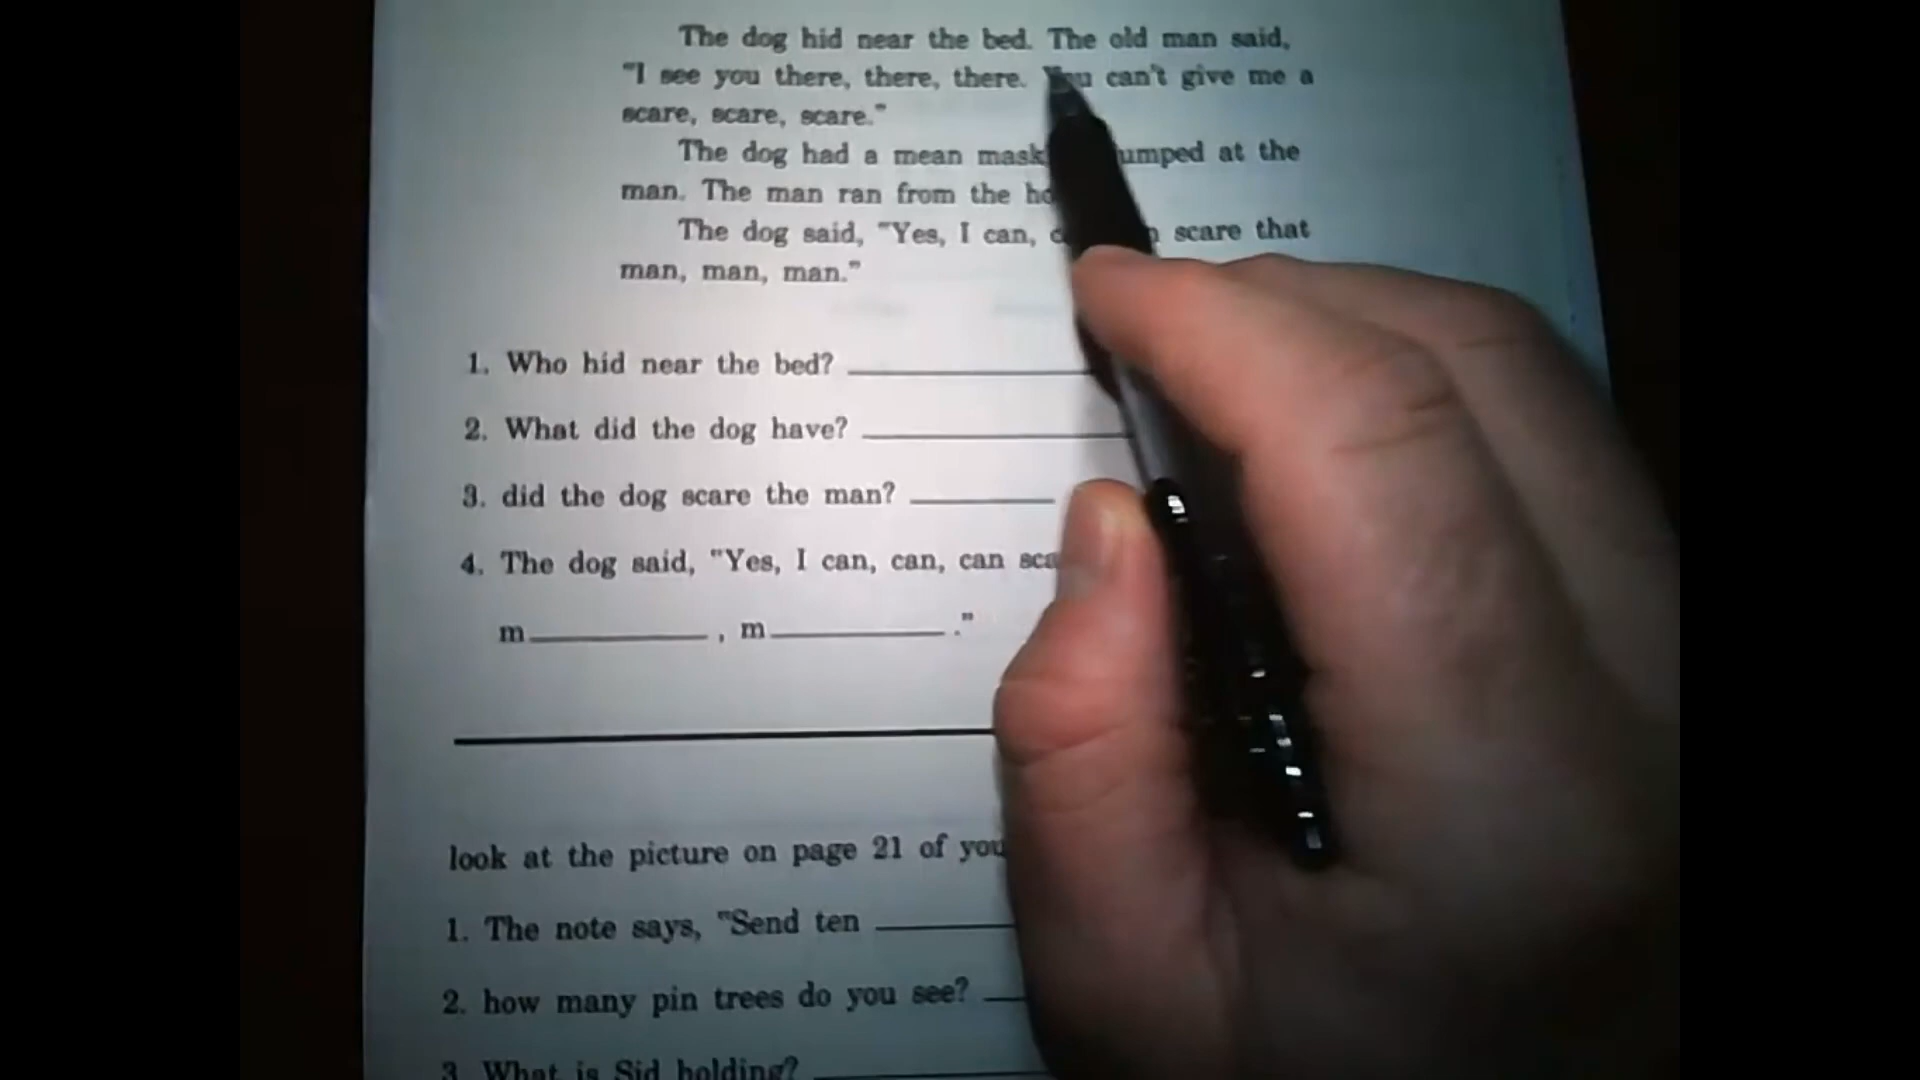 The dog hid near the bed. The old man said,
"I see you there, there, there. You can't give me a
scare, scare, scare."
The dog had a mean mask umped at the
man. The man ran from the
The dog said, "Yes, I can, scare that
man, man, man."
1. Who hid near the bed?
2. What did the dog have?
3. did the dog scare the man?
4. The dog said, "Yes, I can, can, can sca
m , m ."
look at the picture on page 21 of you
1. The note says, "Send ten
2. how many pin trees do you see?
3. What is Sid holding?